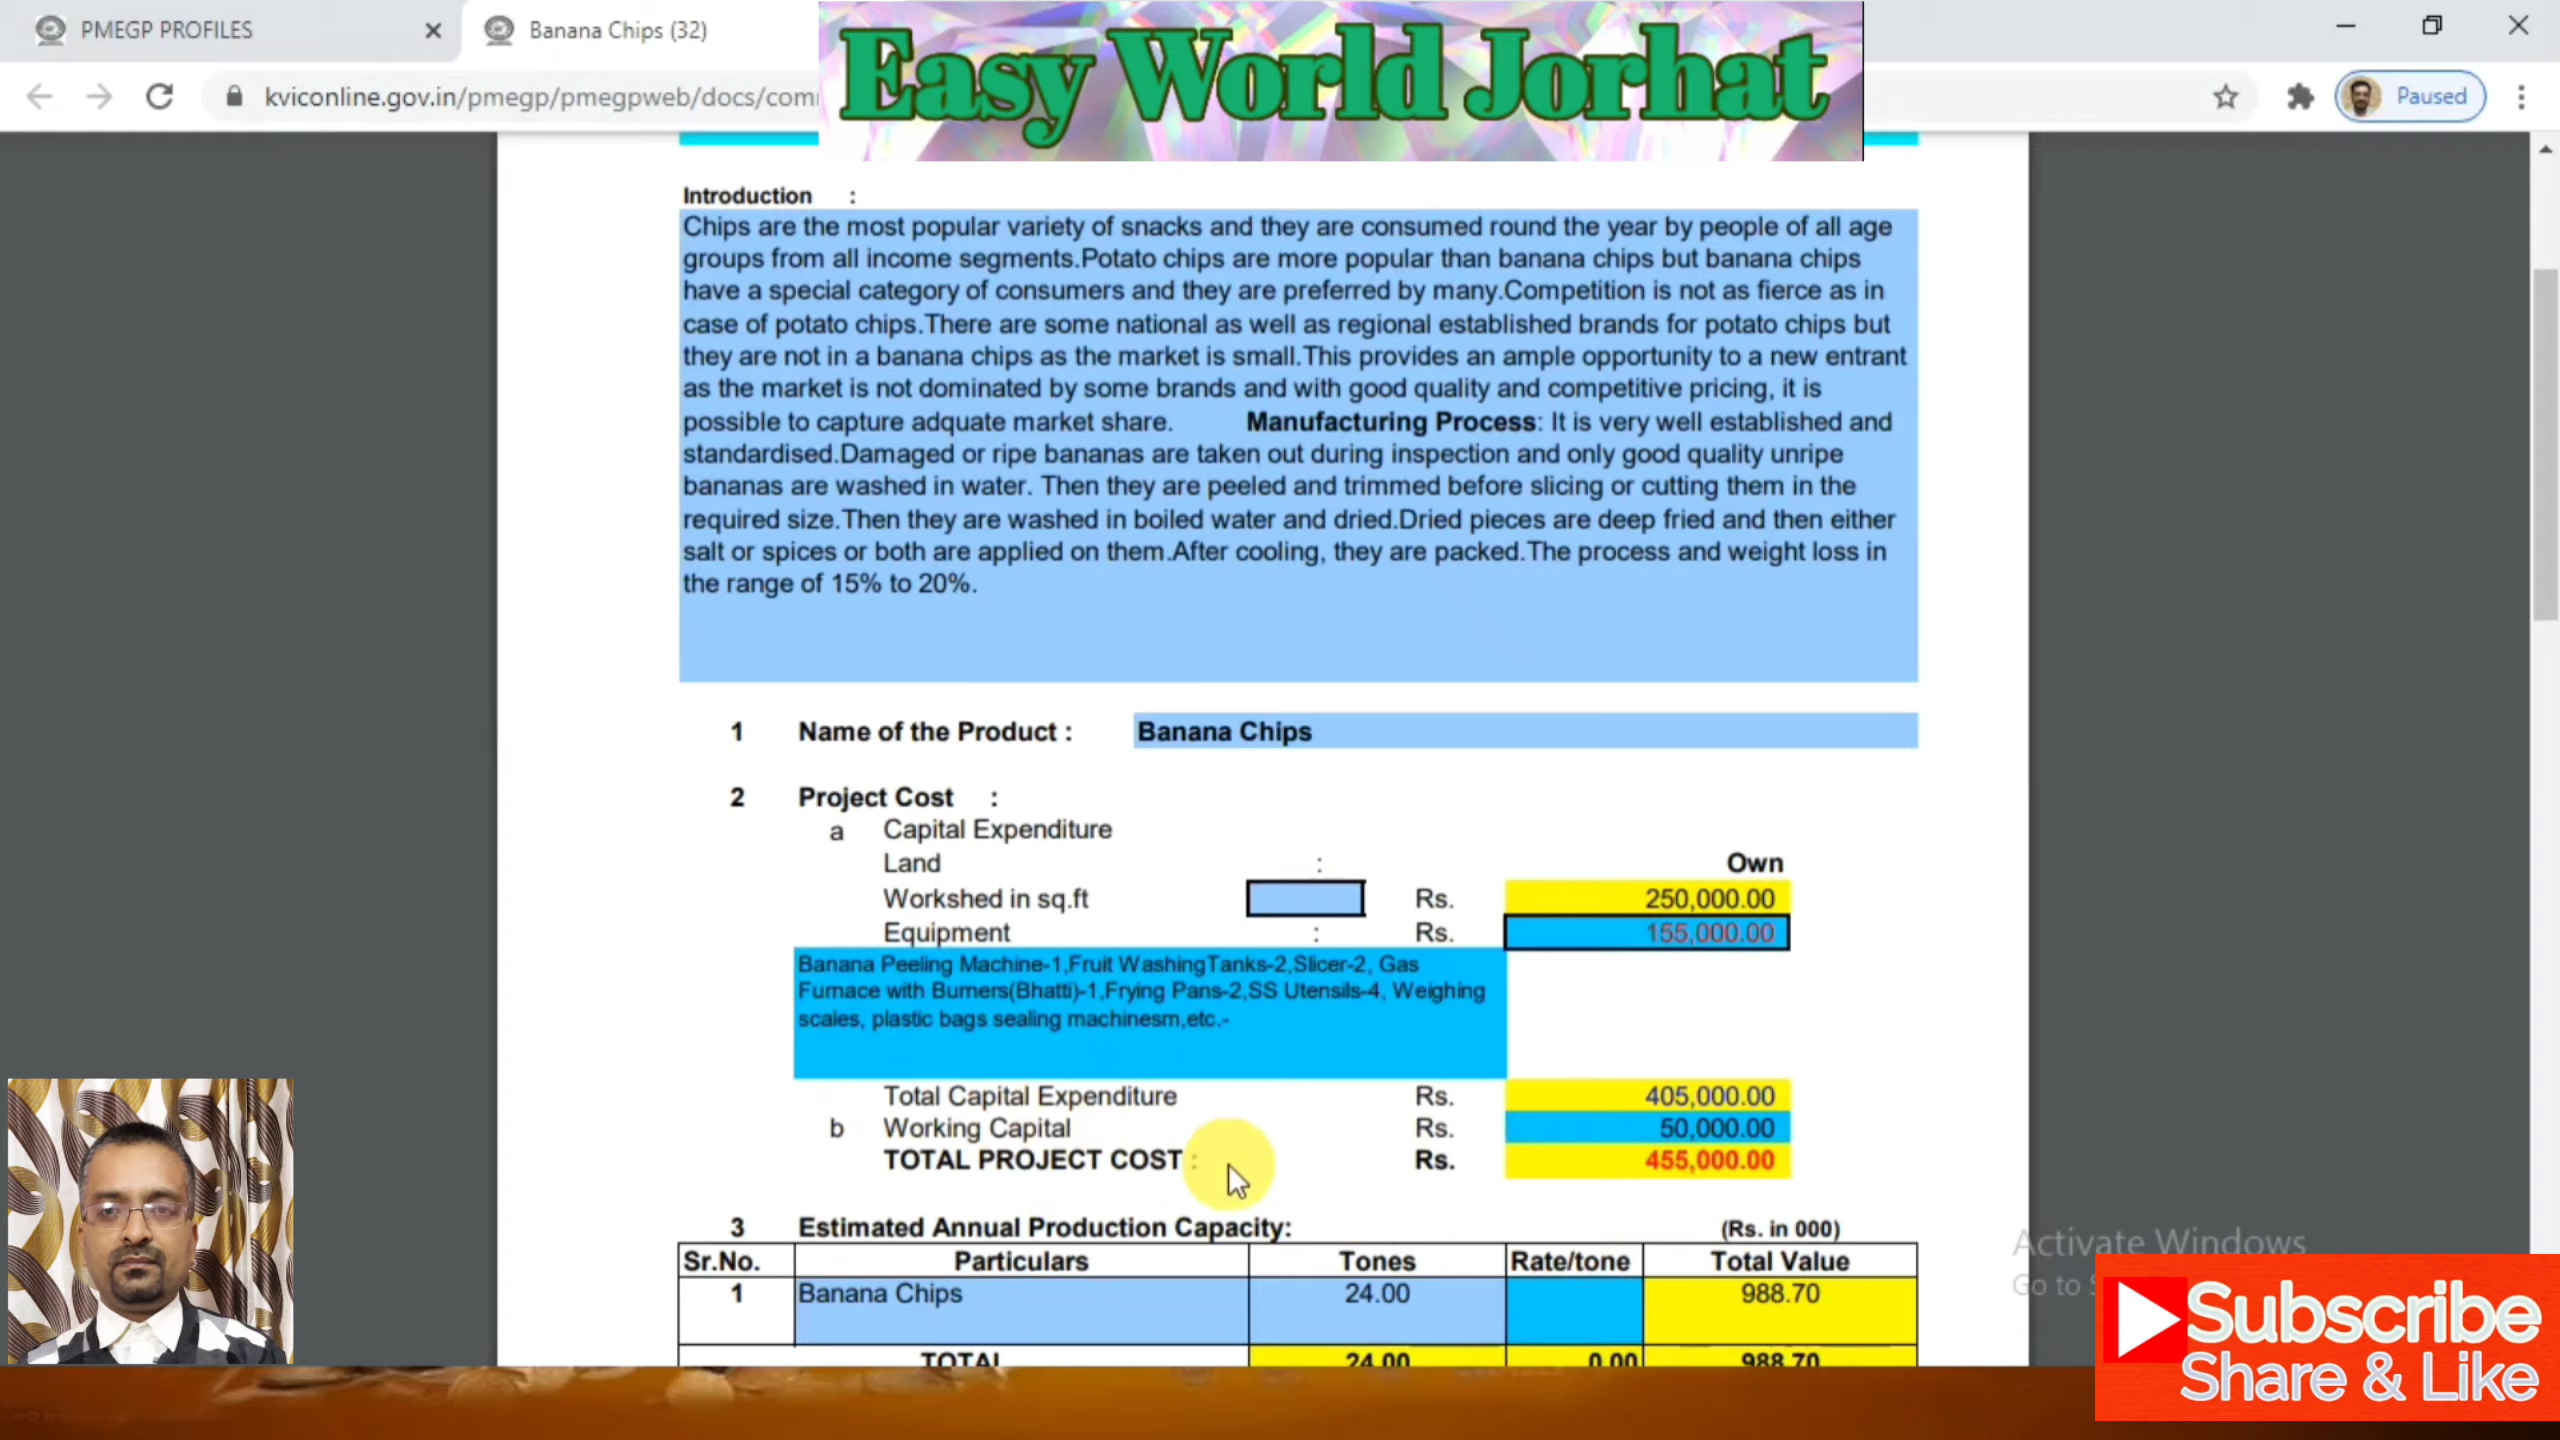 PMEGP PROFILES
Banana Chips (32)
Easy World Jorhat
kviconline.gov.in/pmegp/pmegpweb/docs/com
Paused
Introduction :
Chips are the most popular variety of snacks and they are consumed round the year by people of all age
groups from all income segments.Potato chips are more popular than banana chips but banana chips
have a special category of consumers and they are preferred by many.Competition is not as fierce as in
case of potato chips.There are some national as well as regional established brands for potato chips but
they are not in a banana chips as the market is small.This provides an ample opportunity to a new entrant
as the market is not dominated by some brands and with good quality and competitive pricing, it is
possible to capture adquate market share. Manufacturing Process: It is very well established and
standardised.Damaged or ripe bananas are taken out during inspection and only good quality unripe
bananas are washed in water. Then they are peeled and trimmed before slicing or cutting them in the
required size.Then they are washed in boiled water and dried.Dried pieces are deep fried and then either
salt or spices or both are applied on them.After cooling, they are packed.The process and weight loss in
the range of 15% to 20%.
1 Name of the Product : Banana Chips
2 Project Cost :
a Capital Expenditure
Land : Own
Workshed in sq.ft Rs. 250,000.00
Equipment : Rs. 155,000.00
Banana Peeling Machine-1,Fruit WashingTanks-2,Slicer-2, Gas
Furnace with Burners(Bhatti)-1,Frying Pans-2,SS Utensils-4, Weighing
scales, plastic bags sealing machinesm,etc.-
Total Capital Expenditure Rs. 405,000.00
b Working Capital Rs. 50,000.00
TOTAL PROJECT COST : Rs. 455,000.00
3 Estimated Annual Production Capacity: (Rs. in 000)
Sr.No. Particulars Tones Rate/tone Total Value
1 Banana Chips 24.00 988.70
TOTAL 24.00 0.00 988.70
Activate Windows
Go to
Subscribe
Share & Like